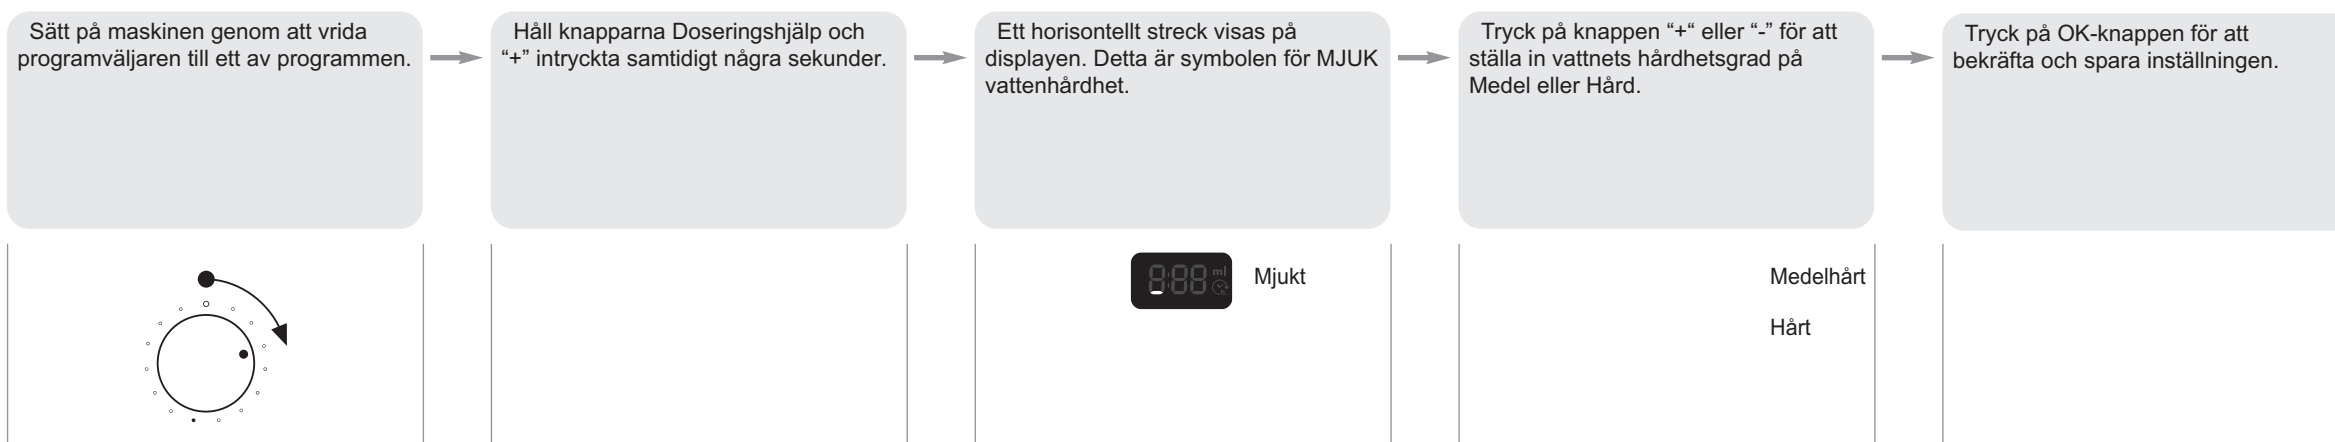 Sätt på maskinen genom att vrida
programväljaren till ett av programmen.
Håll knapparna Doseringshjälp och
“+” intryckta samtidigt några sekunder.
Ett horisontellt streck visas på
displayen. Detta är symbolen för MJUK
vattenhårdhet.
Tryck på knappen “+“ eller “-” för att
ställa in vattnets hårdhetsgrad på
Medel eller Hård.
Tryck på OK-knappen för att
bekräfta och spara inställningen.
8:88 ml
h
Mjukt
Medelhårt
Hårt